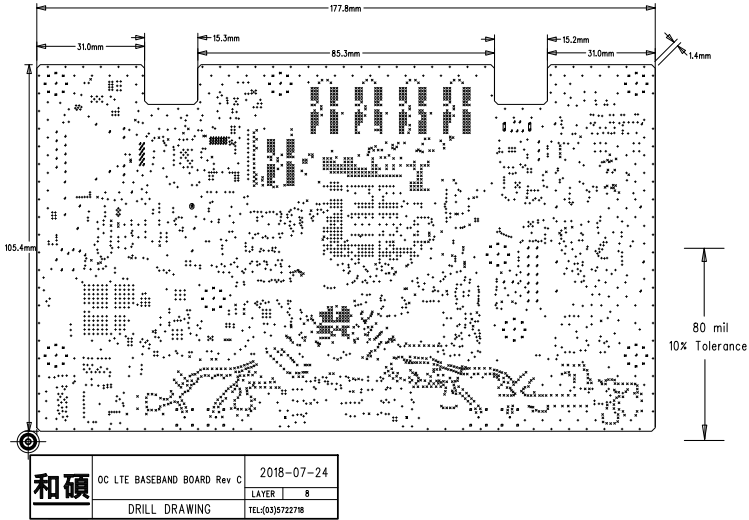 177.8mm
31.0mm
15.3mm
85.3mm
15.2mm
31.0mm
1.4mm
105.4mm
80 mil
10% Tolerance
和碩
OC LTE BASEBAND BOARD Rev C
2018-07-24
LAYER 8
DRILL DRAWING
TEL:(03)5722718